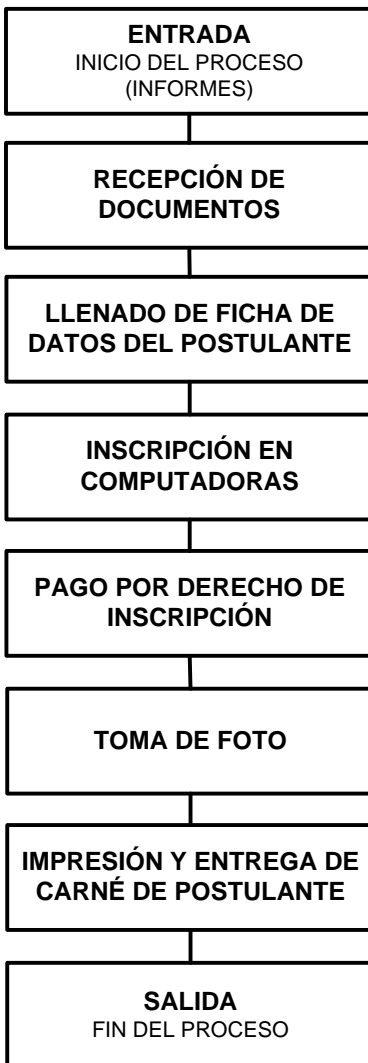 ENTRADA
INICIO DEL PROCESO
(INFORMES)
RECEPCIÓN DE
DOCUMENTOS
LLENADO DE FICHA DE
DATOS DEL POSTULANTE
INSCRIPCIÓN EN
COMPUTADORAS
PAGO POR DERECHO DE
INSCRIPCIÓN
TOMA DE FOTO
IMPRESIÓN Y ENTREGA DE
CARNÉ DE POSTULANTE
SALIDA
FIN DEL PROCESO